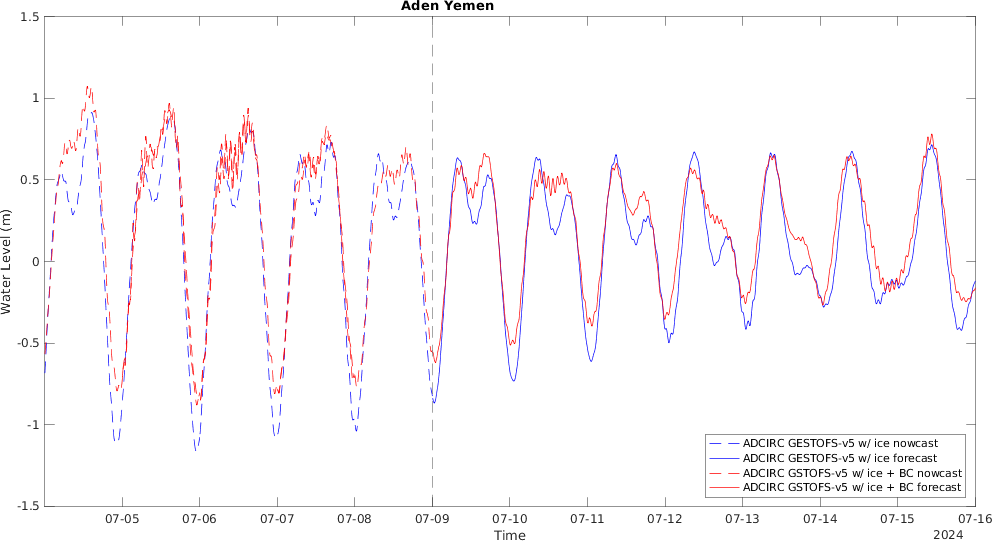 Aden Yemen
1.5
1
0.5
0
-0.5
-1
-1.5
Water Level (m)
07-05 07-06 07-07 07-08 07-09 07-10 07-11 07-12 07-13 07-14 07-15 07-16
Time
2024
ADCIRC GESTOFS-v5 w/ ice nowcast
ADCIRC GESTOFS-v5 w/ ice forecast
ADCIRC GSTOFS-v5 w/ ice + BC nowcast
ADCIRC GSTOFS-v5 w/ ice + BC forecast